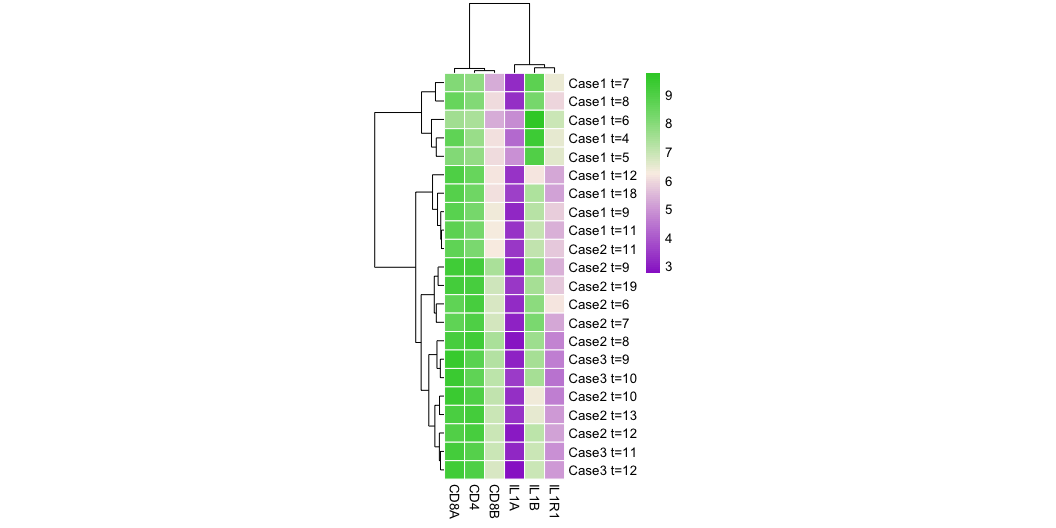 Case1 t=7
Case1 t=8
Case1 t=6
Case1 t=4
Case1 t=5
Case1 t=12
Case1 t=18
Case1 t=9
Case1 t=11
Case2 t=11
Case2 t=9
Case2 t=19
Case2 t=6
Case2 t=7
Case2 t=8
Case3 t=9
Case3 t=10
Case2 t=10
Case2 t=13
Case2 t=12
Case3 t=11
Case3 t=12
9
8
7
6
5
4
3
CD8A
CD4
CD8B
IL1A
IL1B
IL1R1